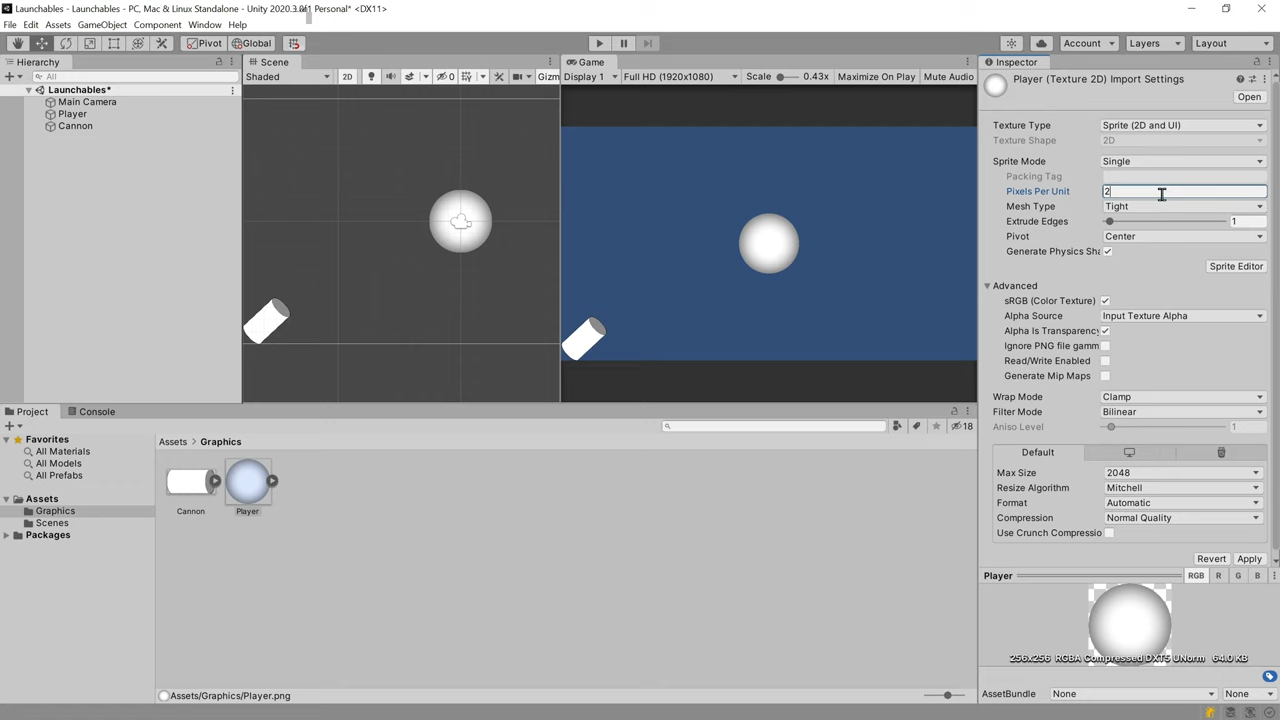 Launchables - Launchables - PC, Mac & Linux Standalone - Unity 2020.3.0f1 Personal* <DX11>
File Edit Assets GameObject Component Window Help
Pivot Global Account Layers Layout
Hierarchy Scene Game Inspector
All Shaded 2D 0 Gizm Display 1 Full HD (1920x1080) Scale 0.43x Maximize On Play Mute Audio Player (Texture 2D) Import Settings
Launchables* Open
Main Camera
Player
Cannon
Texture Type Sprite (2D and UI)
Texture Shape 2D
Sprite Mode Single
Packing Tag
Pixels Per Unit 2
Mesh Type Tight
Extrude Edges 1
Pivot Center
Generate Physics Sha
Sprite Editor
Advanced
sRGB (Color Texture)
Alpha Source Input Texture Alpha
Alpha Is Transparency
Ignore PNG file gamm
Read/Write Enabled
Generate Mip Maps
Wrap Mode Clamp
Filter Mode Bilinear
Aniso Level 1
Default
Max Size 2048
Resize Algorithm Mitchell
Format Automatic
Compression Normal Quality
Use Crunch Compressio
Revert Apply
Player RGB R G B
256x256 RGBA Compressed DXT5 UNorm 64.0 KB
AssetBundle None None
Project Console
18
Favorites
All Materials
All Models
All Prefabs
Assets
Graphics
Scenes
Packages
Assets > Graphics
Cannon Player
Assets/Graphics/Player.png